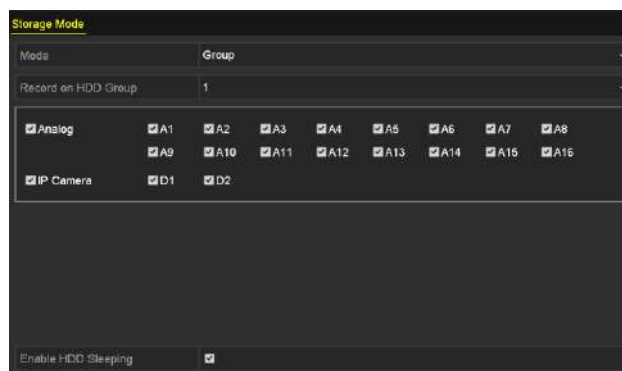 Storage Mode
Mode Group
Record on HDD Group 1
Analog A1 A2 A3 A4 A5 A6 A7 A8
A9 A10 A11 A12 A13 A14 A15 A16
IP Camera D1 D2
Enable HDD Sleeping